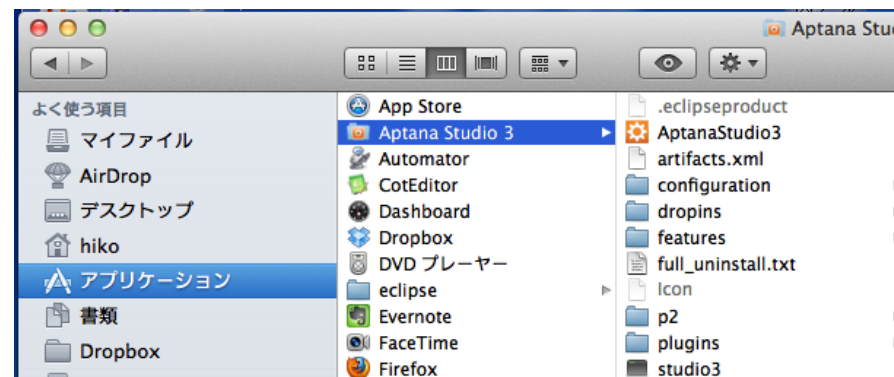 Aptana Stu
よく使う項目
マイファイル
AirDrop
デスクトップ
hiko
アプリケーション
書類
Dropbox
App Store
Aptana Studio 3
Automator
CotEditor
Dashboard
Dropbox
DVD プレーヤー
eclipse
Evernote
FaceTime
Firefox
.eclipseproduct
AptanaStudio3
artifacts.xml
configuration
dropins
features
full_uninstall.txt
Icon
p2
plugins
studio3